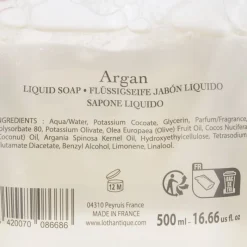 Argan
LIQUID SOAP • FLÜSSIGSEIFE JABÓN LIQUIDO
SAPONE LIQUIDO
INGREDIENTS: Aqua/Water, Potassium Cocoate, Glycerin, Parfum/Fragrance,
Polysorbate 80, Potassium Olivate, Olea Europaea (Olive) Fruit Oil, Cocos Nucifera
(Coconut) Oil, Argania Spinosa Kernel Oil, Hydroxyethylcellulose, Tetrasodium
Glutamate Diacetate, Benzyl Alcohol, Limonene, Linalool.
12 M
FR
04310 Peyruis France
MADE IN FRANCE
www.lothantique.com
500 ml - 16.66 us fl.oz
420070 086686